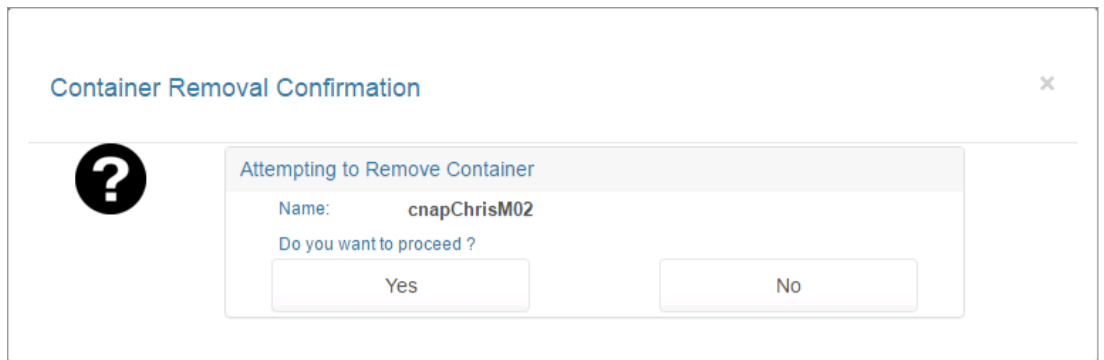 Container Removal Confirmation ×
?
Attempting to Remove Container
Name: cnapChrisM02
Do you want to proceed ?
Yes No